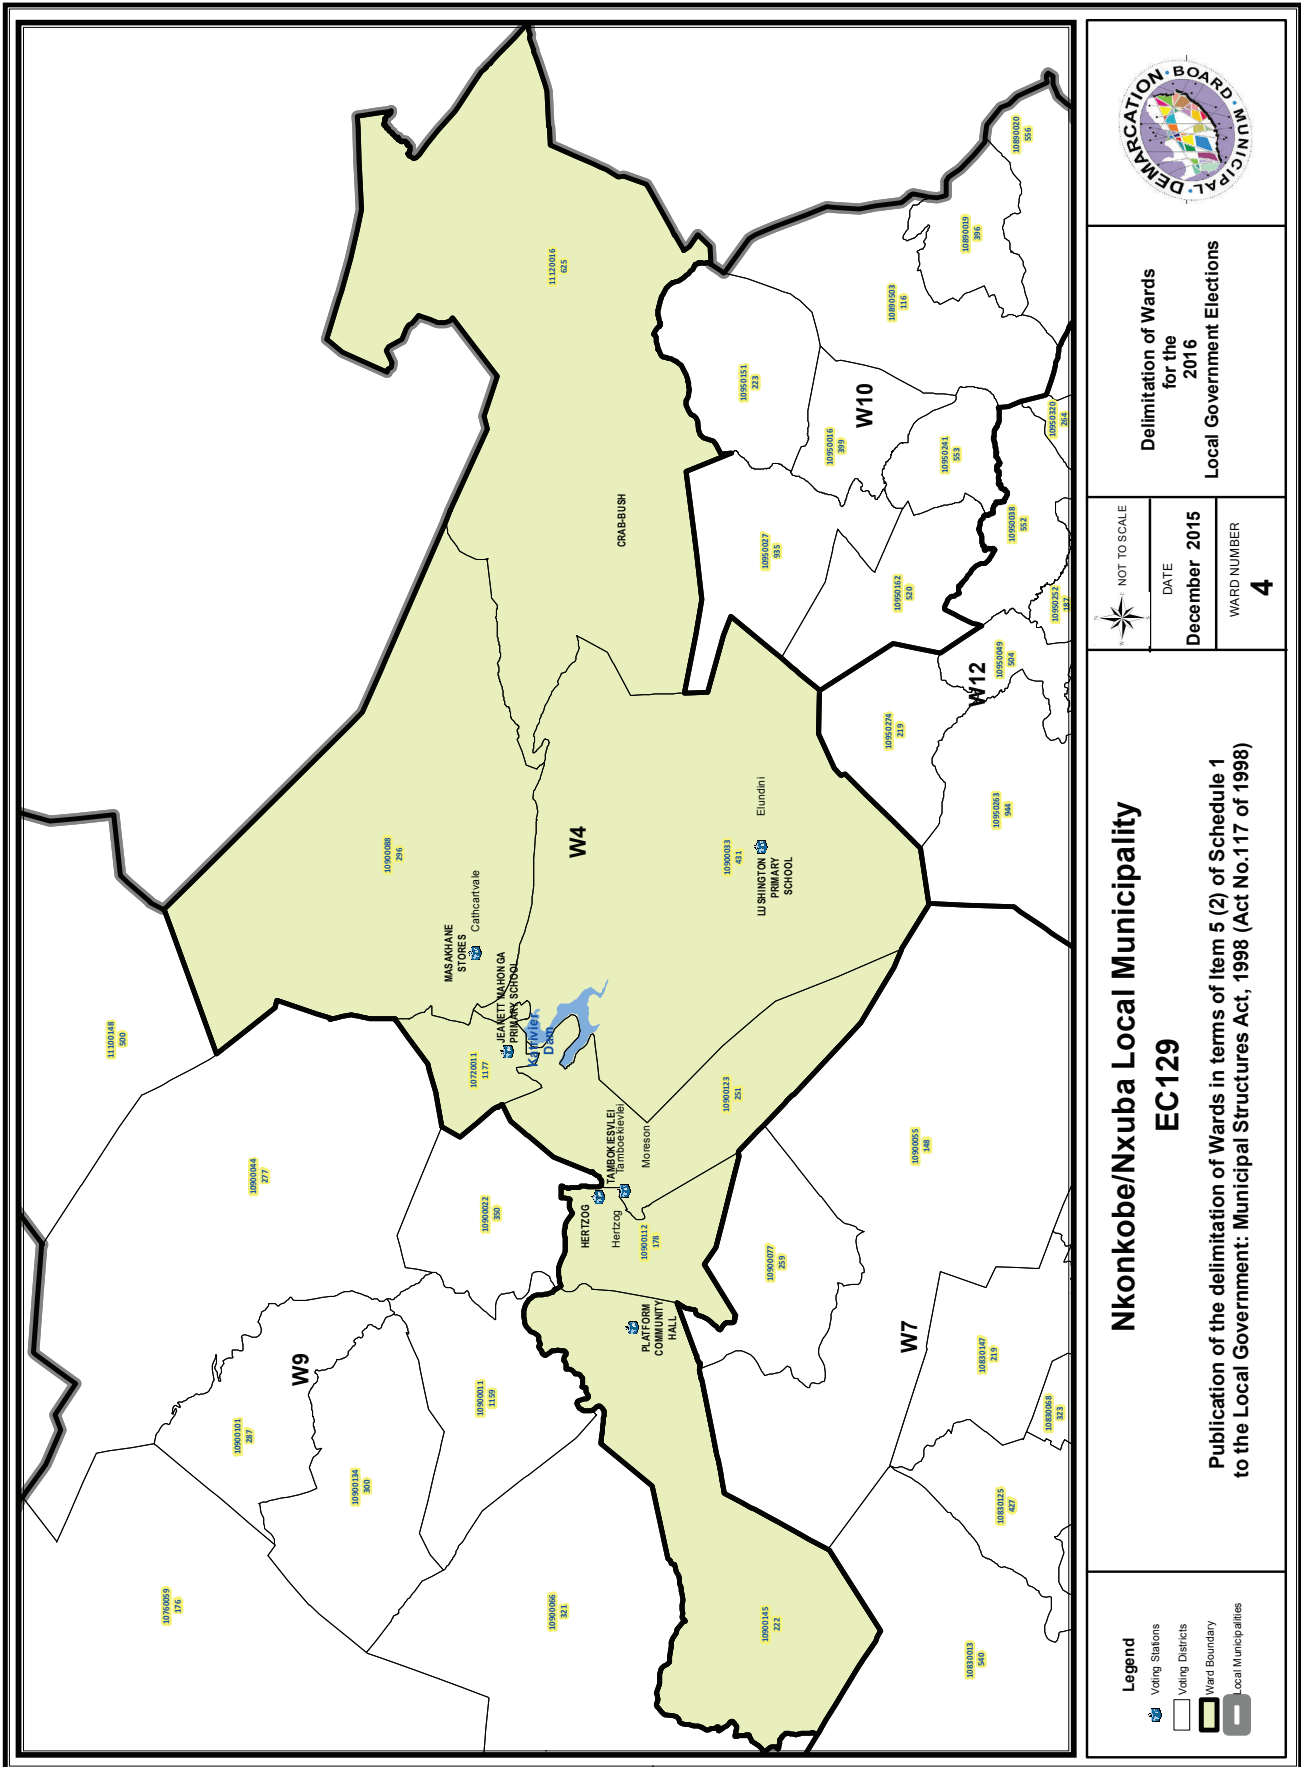 11100148
500
10900044
277
10900101
287
W9
10900134
300
10760059
176
10900022
350
10900011
1159
10900066
321
10900088
296
MASAKHANE
STORES
Cathcartvale
JEANETT MAHONGA
PRIMARY SCHOOL
Katrivier
Dam
10720011
1177
W4
11120016
625
CRAB-BUSH
TAMBOKIESVLEI
Tamboekievlei
Moreson
HERTZOG
Hertzog
10900112
178
PLATFORM
COMMUNITY
HALL
10900123
251
10900033
431
LUSHINGTON
PRIMARY
SCHOOL
Elundini
10900145
222
10900077
259
10900055
148
W7
10830147
219
10830068
323
10830125
427
10830013
540
10950151
223
10950016
399
W10
10950241
553
10950027
935
10950162
520
10890503
116
10890019
396
10890020
556
10950320
264
10950038
552
10950252
187
10950049
504
W12
10950274
219
10950263
944
Legend
Voting Stations
Voting Districts
Ward Boundary
Local Municipalities
Nkonkobe/Nxuba Local Municipality
EC129
Publication of the delimitation of Wards in terms of Item 5 (2) of Schedule 1
to the Local Government: Municipal Structures Act, 1998 (Act No.117 of 1998)
N
W
E
S
NOT TO SCALE
DATE
December 2015
WARD NUMBER
4
Delimitation of Wards
for the
2016
Local Government Elections
MUNICIPAL • DEMARCATION • BOARD •